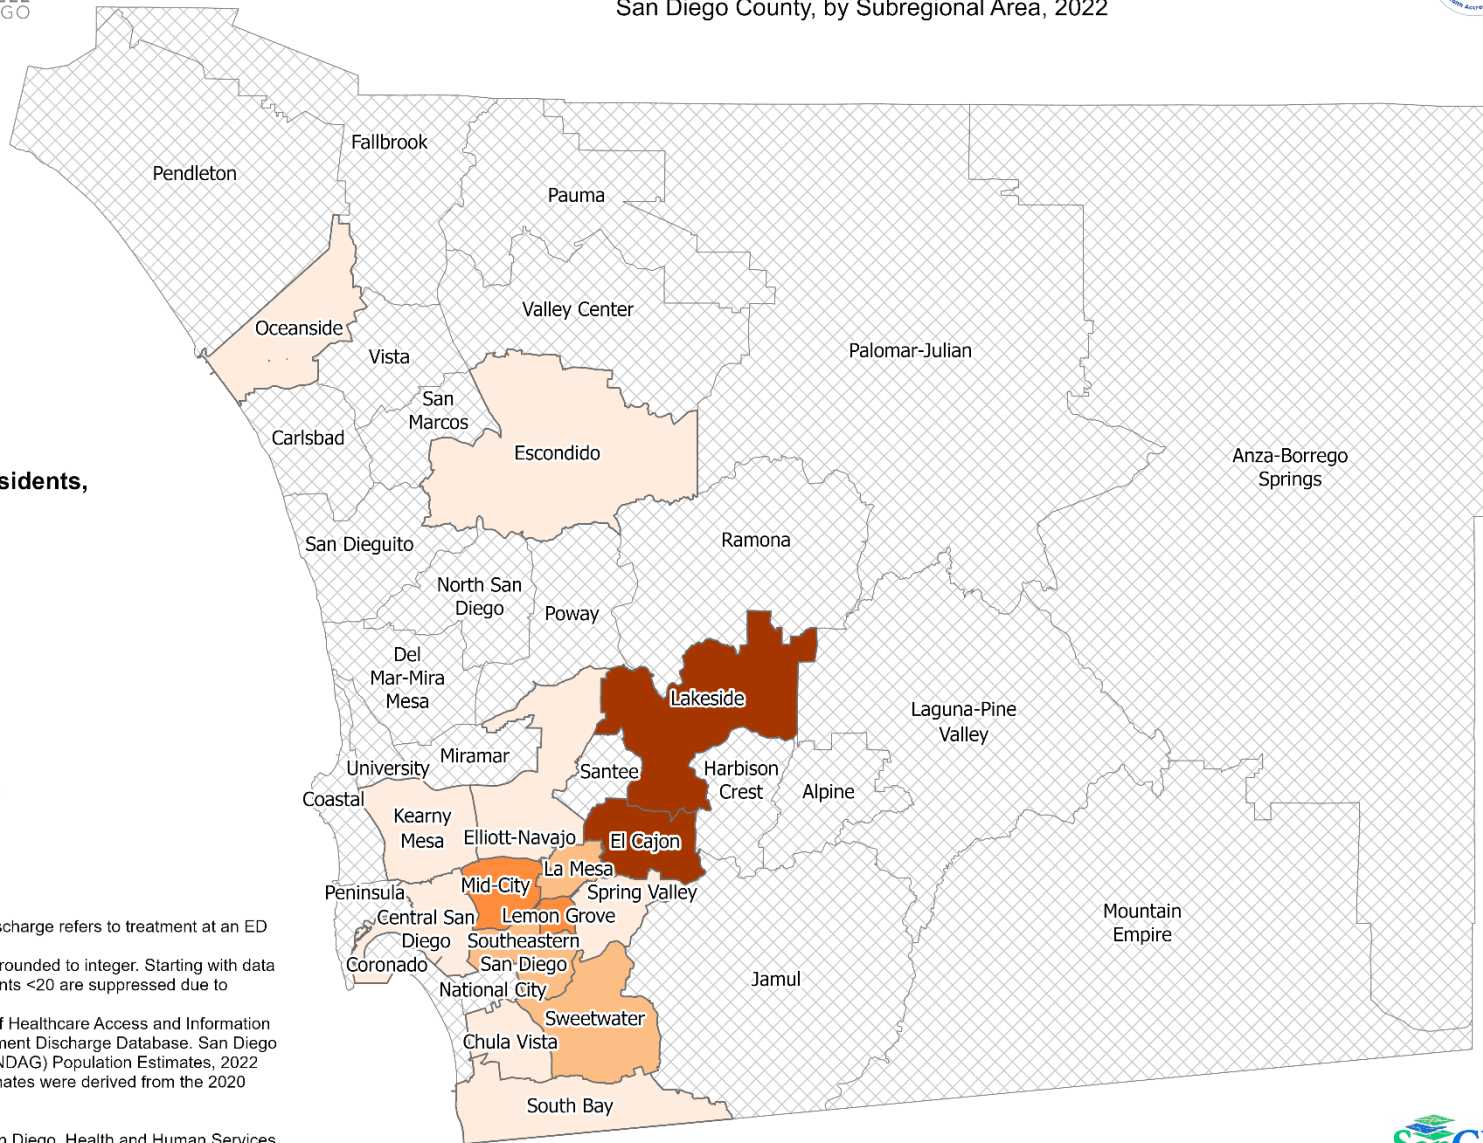 GO
San Diego County, by Subregional Area, 2022
Fallbrook
Pendleton
Pauma
Valley Center
Oceanside
Vista
Palomar-Julian
San
Marcos
Carlsbad
Escondido
Anza-Borrego
Springs
sidents,
San Dieguito
Ramona
North San
Diego
Poway
Del
Mar-Mira
Mesa
Lakeside
Laguna-Pine
Valley
Miramar
University
Santee
Harbison
Crest
Alpine
Coastal
Kearny
Mesa
Elliott-Navajo
El Cajon
La Mesa
Mid-City
Spring Valley
Peninsula
Central San
Diego
Lemon Grove
Mountain
Empire
Southeastern
San Diego
Coronado
National City
Jamul
Sweetwater
Chula Vista
South Bay
scharge refers to treatment at an ED
rounded to integer. Starting with data
nts <20 are suppressed due to
f Healthcare Access and Information
ment Discharge Database. San Diego
NDAG) Population Estimates, 2022
mates were derived from the 2020
n Diego, Health and Human Services